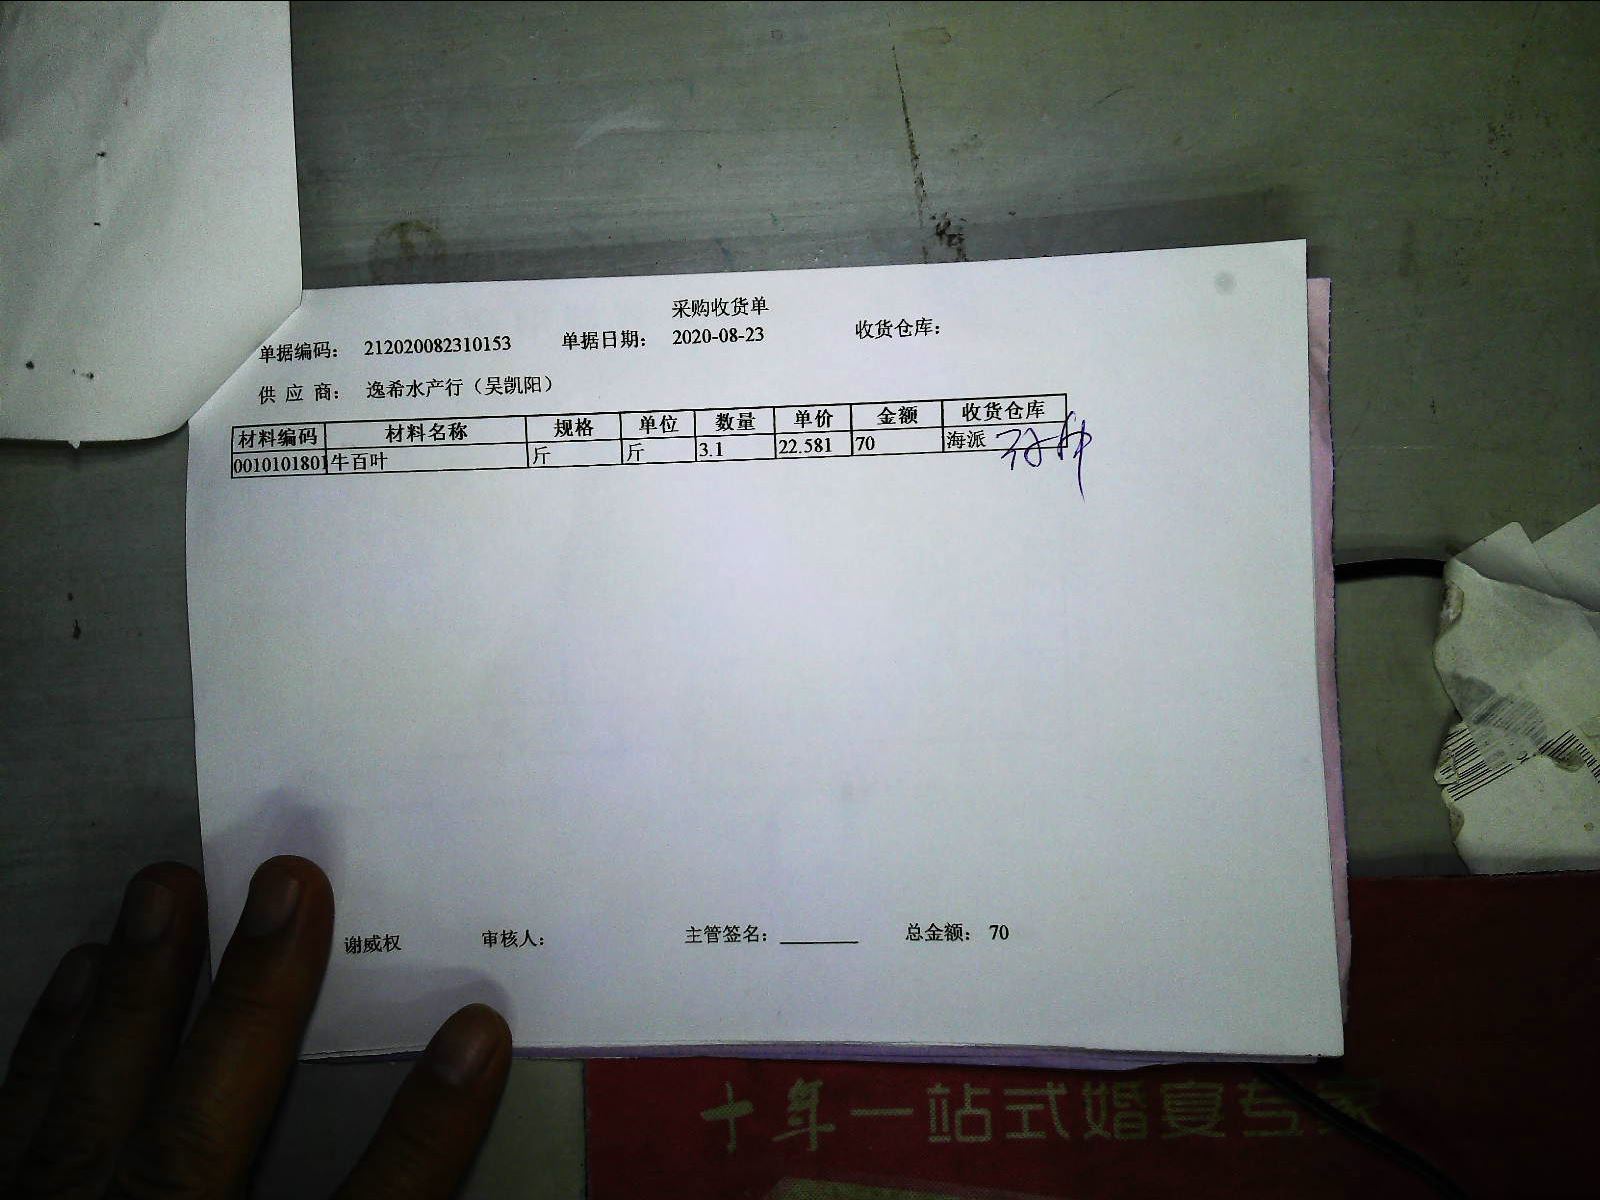 采购收货单
单据编码： 212020082310153 单据日期： 2020-08-23 收货仓库：
供 应 商： 逸希水产行（吴凯阳）
材料编码 材料名称 规格 单位 数量 单价 金额 收货仓库
0010101801 牛百叶 斤 斤 3.1 22.581 70 海派
谢威权 审核人： 主管签名： 总金额： 70
十年一站式婚宴专家